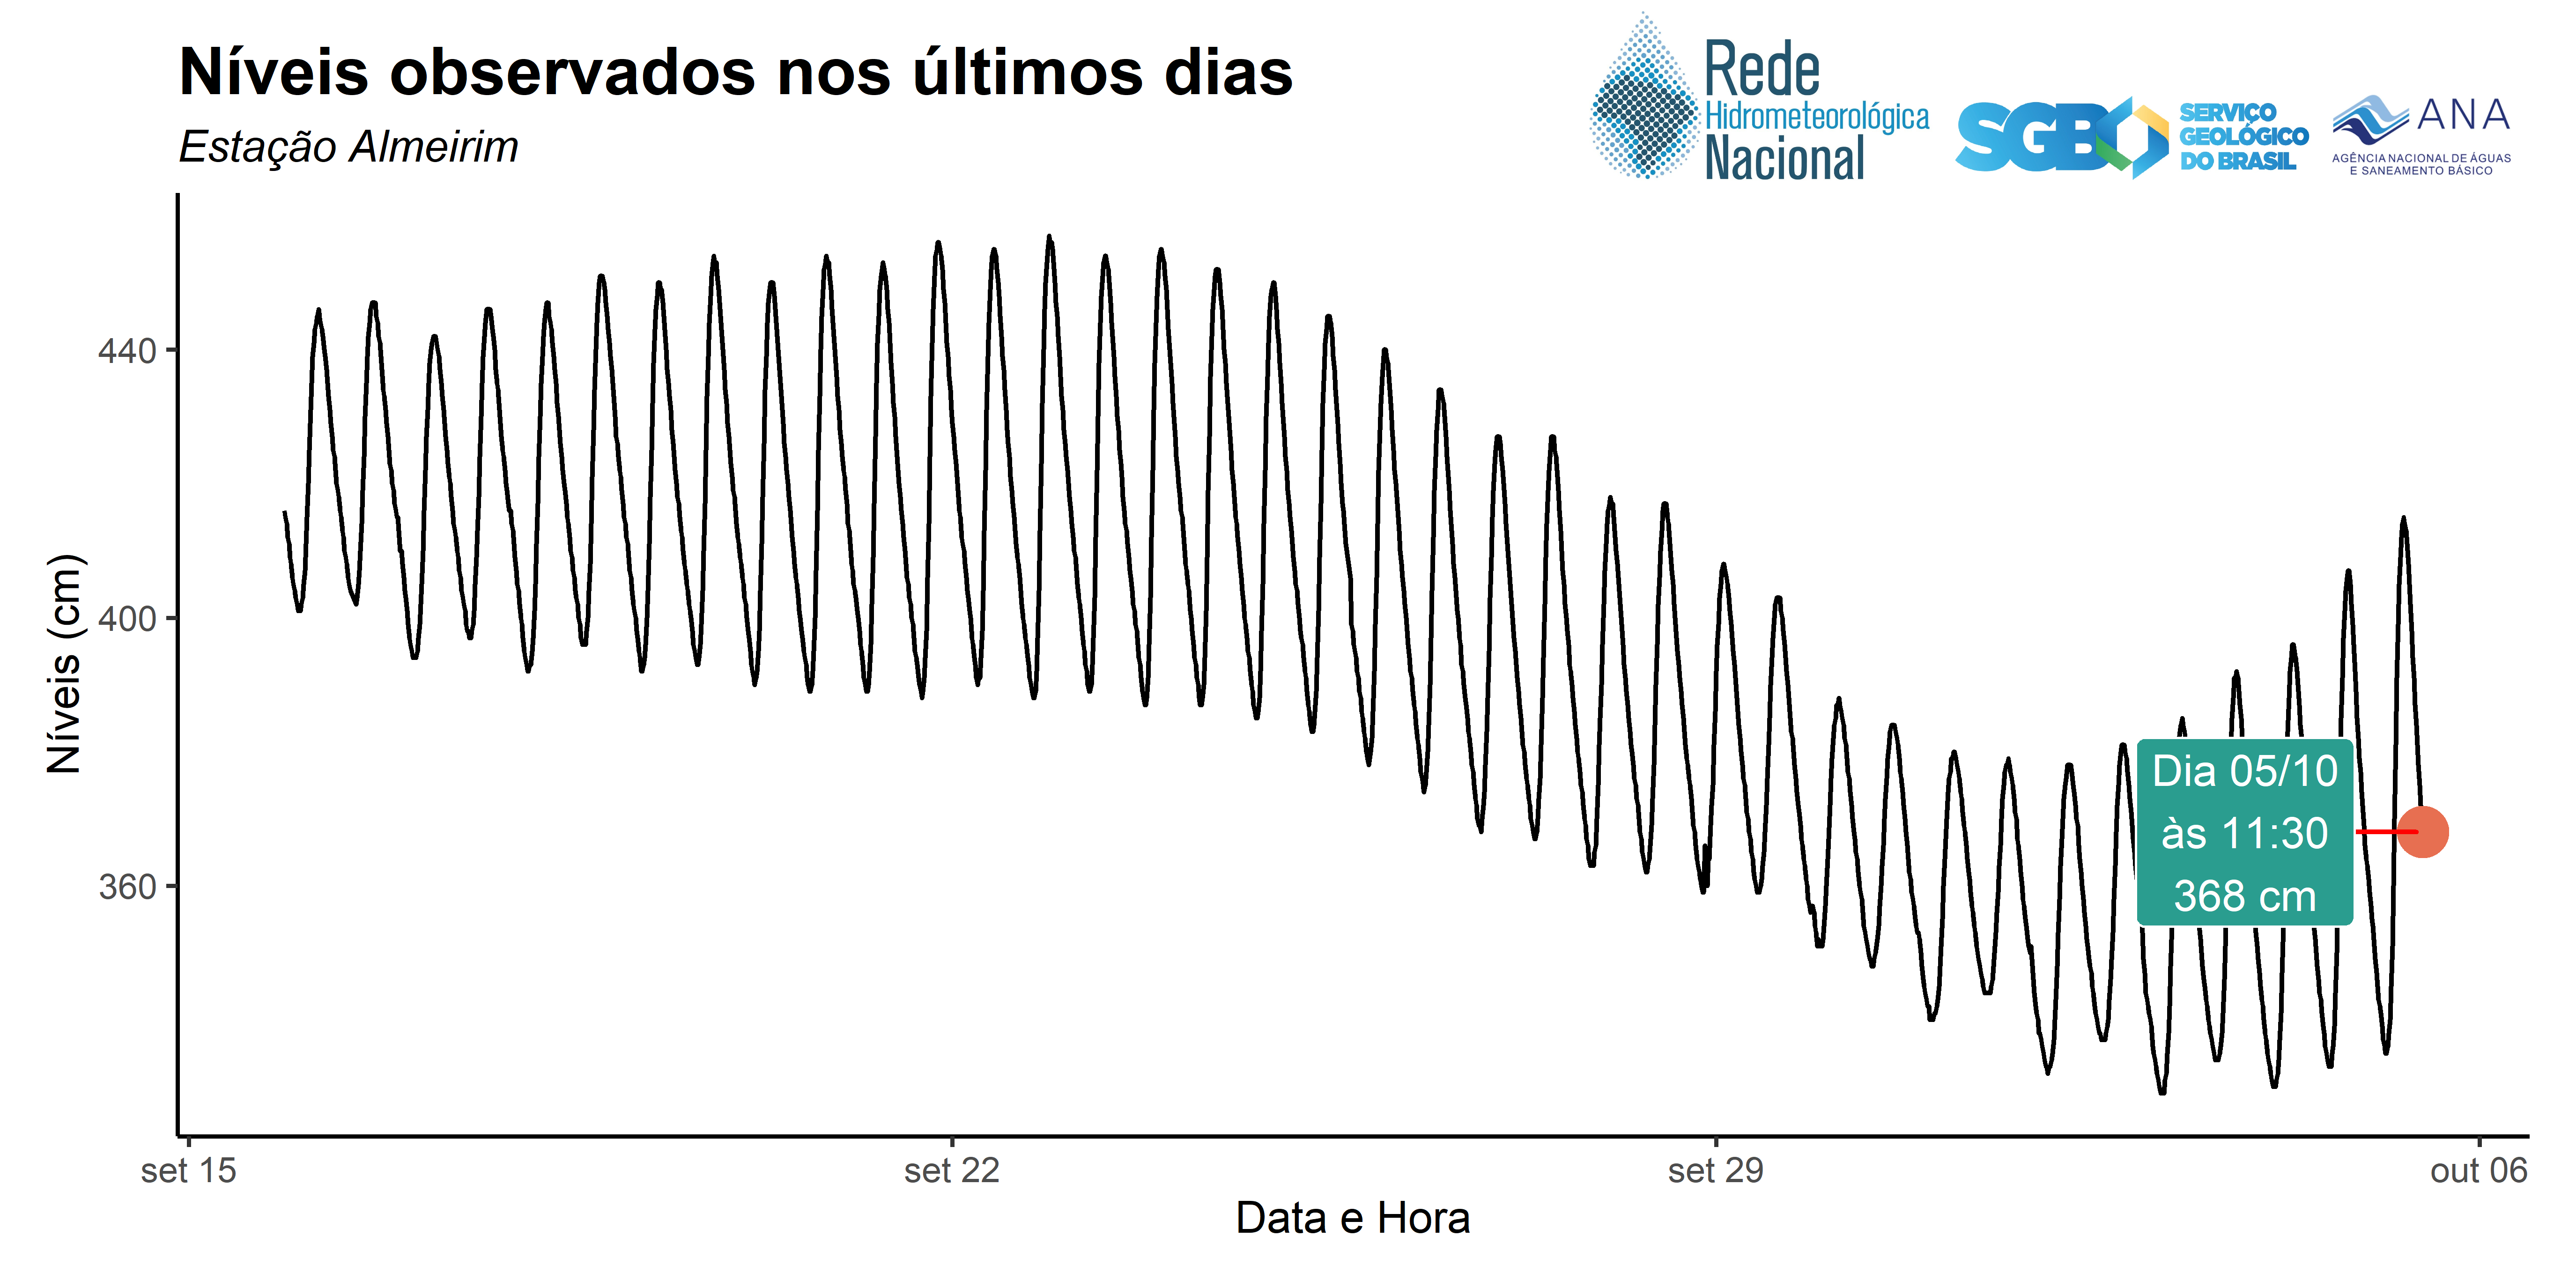 Níveis observados nos últimos dias
Estação Almeirim
Rede
Hidrometeorológica
Nacional
SGB
SERVIÇO
GEOLÓGICO
DO BRASIL
ANA
AGÊNCIA NACIONAL DE ÁGUAS
E SANEAMENTO BÁSICO
Níveis (cm)
440
400
360
Dia 05/10
às 11:30
368 cm
set 15
set 22
set 29
out 06
Data e Hora